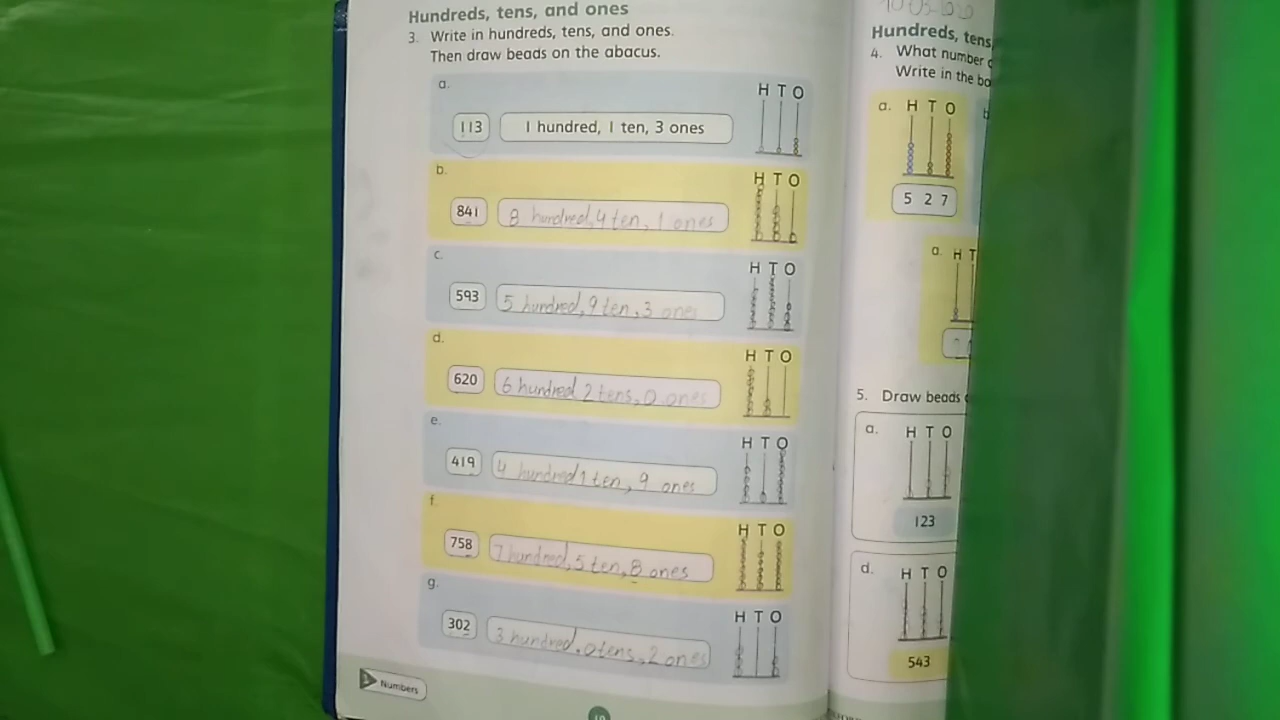 Hundreds, tens, and ones
3. Write in hundreds, tens, and ones.
Then draw beads on the abacus.
a.
H T O
113
1 hundred, 1 ten, 3 ones
b.
H T O
841
8 hundred, 4 ten, 1 ones
c.
H T O
593
5 hundred, 9 ten, 3 ones
d.
H T O
620
6 hundred 2 tens, 0 ones
e.
H T O
419
4 hundred 1 ten, 9 ones
f.
H T O
758
7 hundred, 5 ten, 8 ones
g.
H T O
302
3 hundred, 0 tens, 2 ones
Numbers
Hundreds, tens,
4. What number
Write in the
a. H T O
5 2 7
a. H T
5. Draw beads
a. H T O
123
d. H T O
543